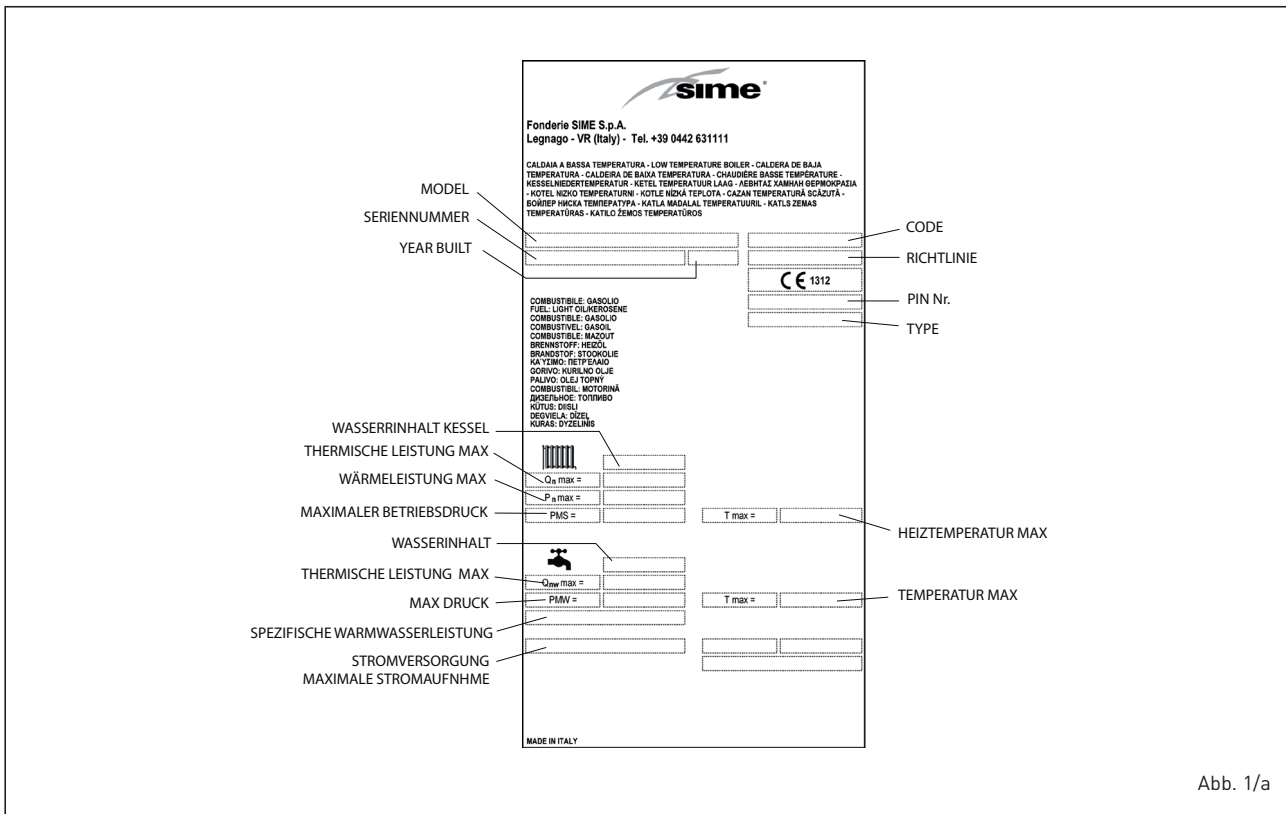 sime®
Fonderie SIME S.p.A.
Legnago - VR (Italy) - Tel. +39 0442 631111
CALDAIA A BASSA TEMPERATURA - LOW TEMPERATURE BOILER - CALDERA DE BAJA
TEMPERATURA - CALDEIRA DE BAIXA TEMPERATURA - CHAUDIÈRE BASSE TEMPÉRATURE -
KESSELNIEDERTEMPERATUR - KETEL TEMPERATUUR LAAG - ΛΕΒΗΤΑΣ ΧΑΜΗΛΗ ΘΕΡΜΟΚΡΑΣΙΑ
- KOTEL NIZKO TEMPERATURNI - KOTLE NÍZKÁ TEPLOTA - CAZAN TEMPERATURĂ SCĂZUTĂ -
БОЙЛЕР НИСКА ТЕМПЕРАТУРА - KATLA MADALAL TEMPERATUURIL - KATLS ZEMAS
TEMPERATŪRAS - KATILO ŽEMOS TEMPERATŪROS
MODEL
SERIENNUMMER
YEAR BUILT
CODE
RICHTLINIE
CE 1312
PIN Nr.
TYPE
COMBUSTIBILE: GASOLIO
FUEL: LIGHT OIL/KEROSENE
COMBUSTIBLE: GASOLIO
COMBUSTIVEL: GASOIL
COMBUSTIBLE: MAZOUT
BRENNSTOFF: HEIZÖL
BRANDSTOF: STOOKOLIE
ΚΑΎΣΙΜΟ: ΠΕΤΡΈΛΑΙΟ
GORIVO: KURILNO OLJE
PALIVO: OLEJ TOPNÝ
COMBUSTIBIL: MOTORINĂ
ДИЗЕЛЬНОЕ: ТОПЛИВО
KÜTUS: DIISLI
DEGVIELA: DĪZEĻ
KURAS: DYZELINIS
WASSERRINHALT KESSEL
THERMISCHE LEISTUNG MAX
Qn max =
WÄRMELEISTUNG MAX
Pn max =
MAXIMALER BETRIEBSDRUCK
PMS =
T max =
HEIZTEMPERATUR MAX
WASSERINHALT
THERMISCHE LEISTUNG MAX
Qnw max =
MAX DRUCK
PMW =
T max =
TEMPERATUR MAX
SPEZIFISCHE WARMWASSERLEISTUNG
STROMVERSORGUNG
MAXIMALE STROMAUFNHME
MADE IN ITALY
Abb. 1/a